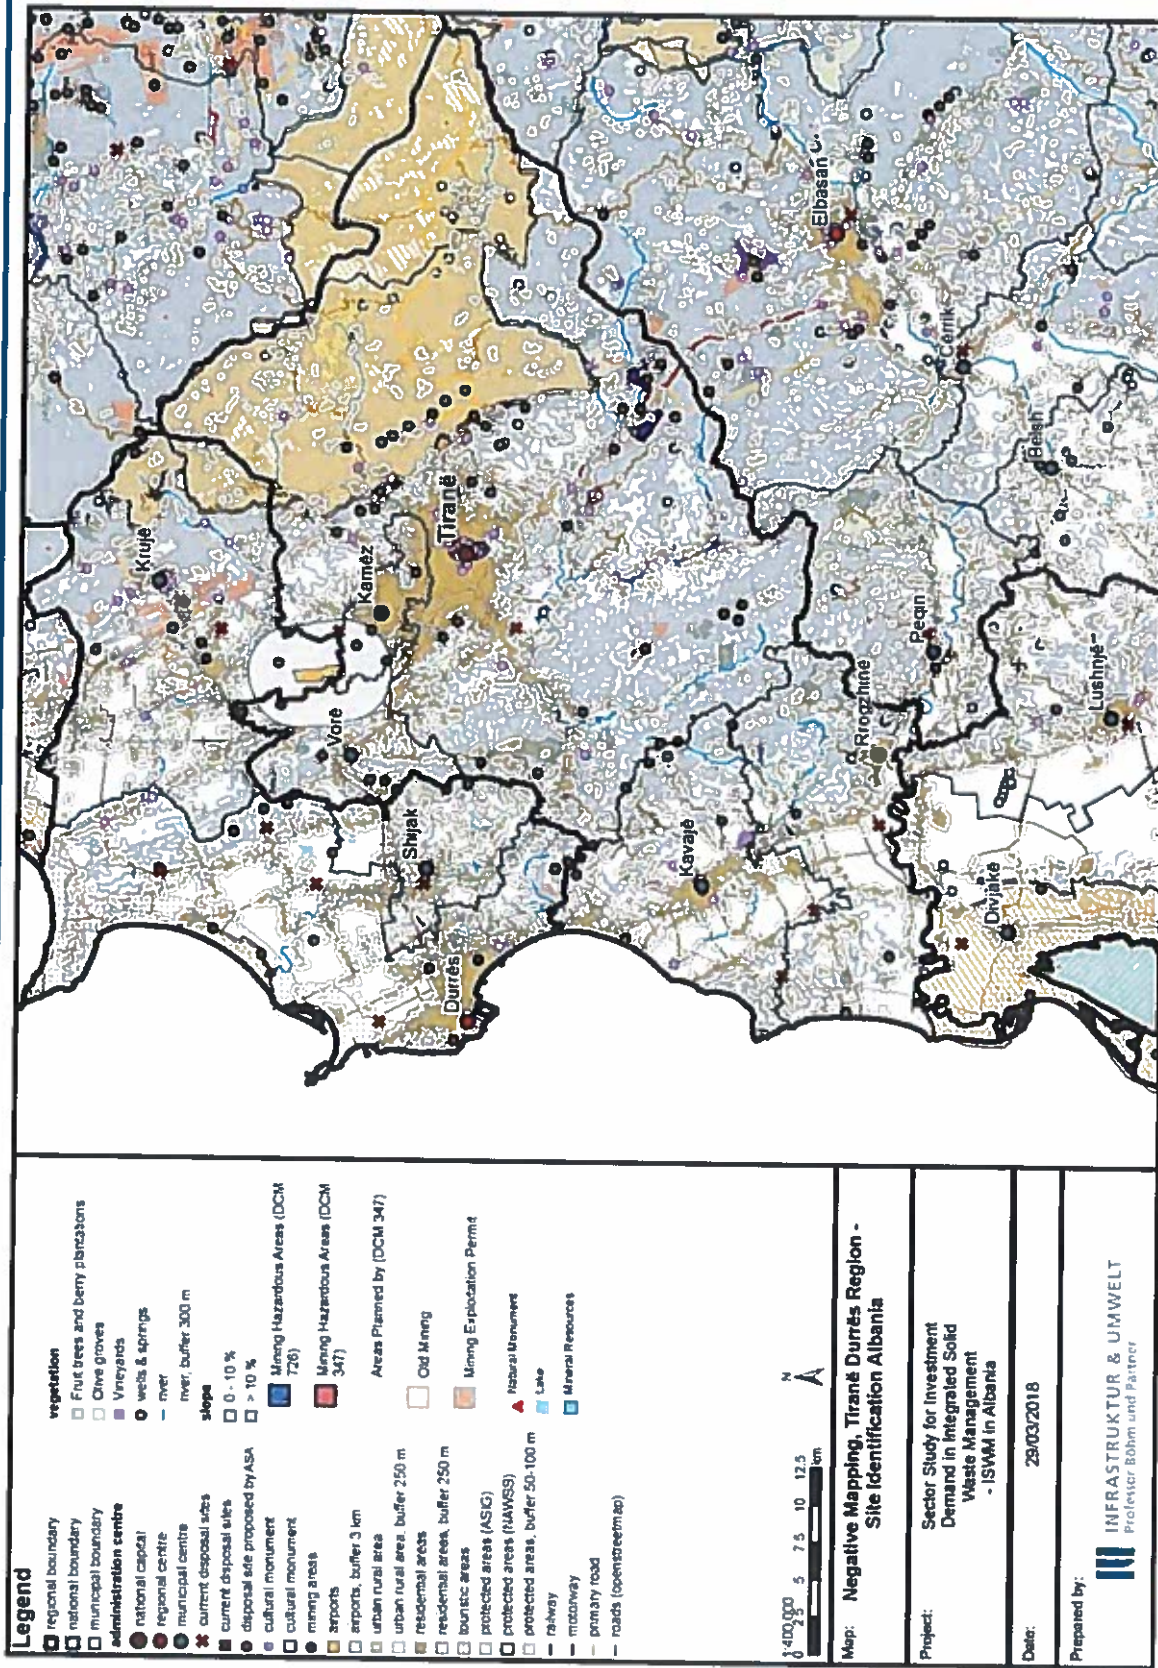 Legend
regional boundary
national boundary
municipal boundary
administration centre
national capital
regional centre
municipal centre
current disposal sites
current disposal sites
disposal site proposed by ASA
cultural monument
cultural monument
mining areas
airports
airports, buffer 3 km
urban rural area
urban rural area, buffer 250 m
residential areas
residential areas, buffer 250 m
touristic areas
protected areas (ASIG)
protected areas (NAWSS)
protected areas, buffer 50-100 m
railway
motorway
primary road
roads (openstreetmap)
vegetation
Fruit trees and berry plantations
Olive groves
Vineyards
wells & springs
river
river, buffer 300 m
slope
0 - 10 %
> 10 %
Mining Hazardous Areas (DCM
726)
Mining Hazardous Areas (DCM
347)
Areas Planned by (DCM 347)
Old Mining
Mining Exploitation Permit
Natural Monument
Lake
Mineral Resources
1:400,000
0 2.5 5 7.5 10 12.5
km
N
Map: Negative Mapping, Tiranë Durrës Region -
Site Identification Albania
Project: Sector Study for Investment
Demand in Integrated Solid
Waste Management
- ISWM in Albania
Date: 29/03/2018
Prepared by:
INFRASTRUKTUR & UMWELT
Professor Böhm und Partner
Krujë
Kamëz
Tiranë
Vorë
Shijak
Durrës
Kavajë
Rrogzhinë
Peqin
Elbasan
Cërrik
Belsh
Lushnjë
Divjakë